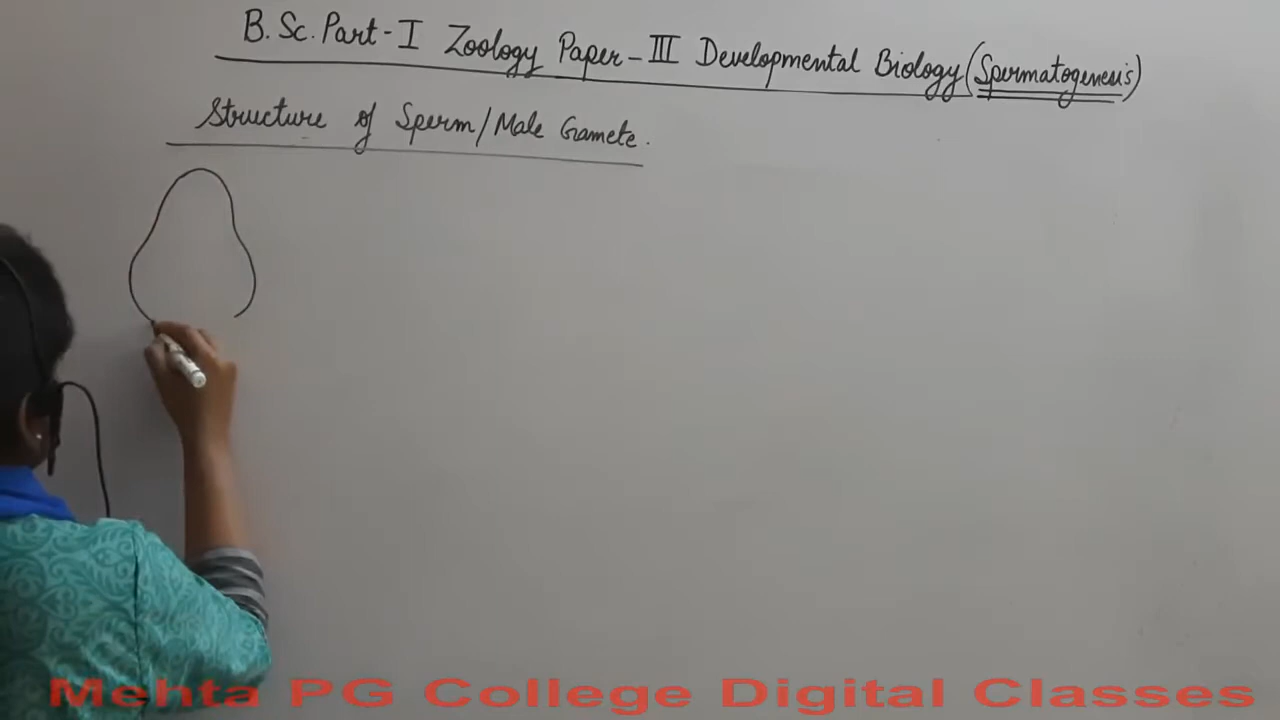 B.Sc. Part-I Zoology Paper-III Developmental Biology (Spermatogenesis)
Structure of Sperm/Male Gamete.
Mehta PG College Digital Classes